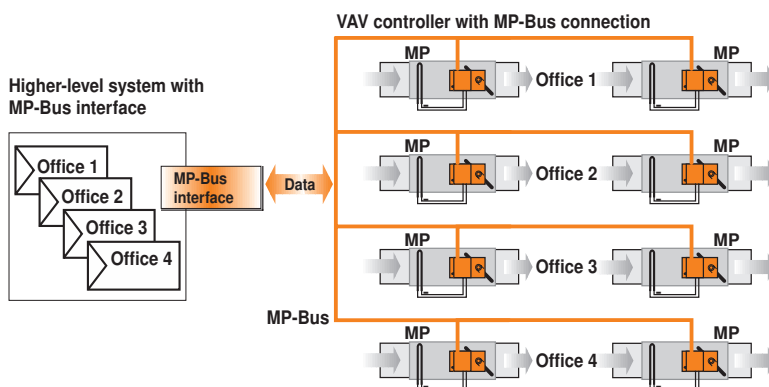 VAV controller with MP-Bus connection
Higher-level system with
MP-Bus interface
Office 1
Office 2
Office 3
Office 4
MP-Bus
interface
Data
MP-Bus
MP
Office 1
MP
MP
Office 2
MP
MP
Office 3
MP
MP
Office 4
MP